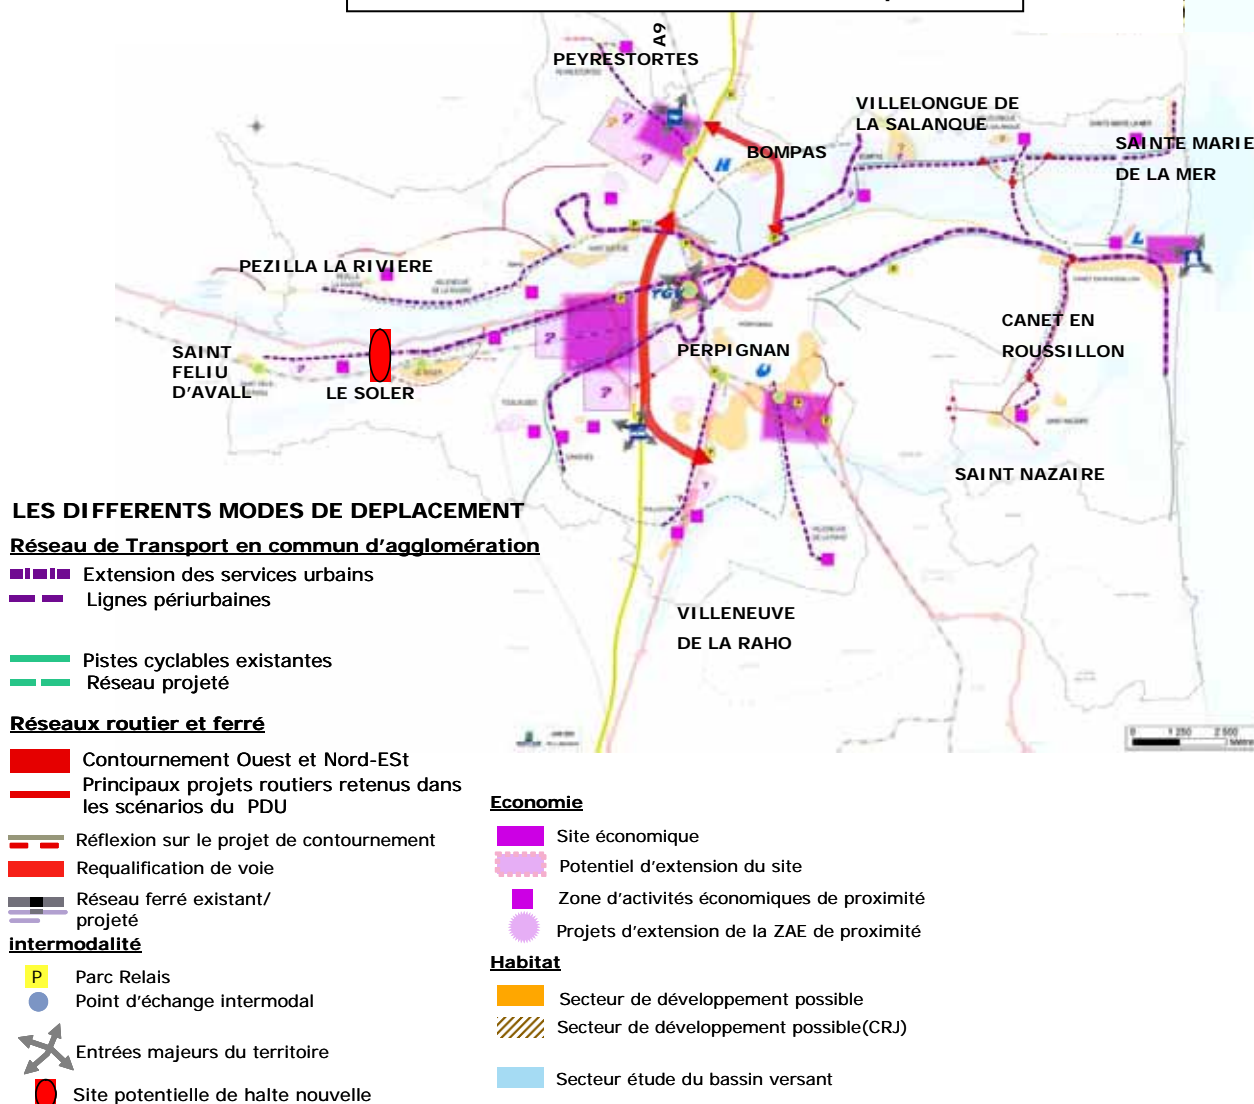 A9
PEYRESTORTES
VILLELONGUE DE
LA SALANQUE
BOMPAS
SAINTE MARIE
DE LA MER
H
L
PEZILLA LA RIVIERE
TGV
CANET EN
ROUSSILLON
SAINT
FELIU
D'AVALL
LE SOLER
PERPIGNAN
U
SAINT NAZAIRE
VILLENEUVE
DE LA RAHO
0 1 250 2 500
LES DIFFERENTS MODES DE DEPLACEMENT
Réseau de Transport en commun d'agglomération
Extension des services urbains
Lignes périurbaines
Pistes cyclables existantes
Réseau projeté
Réseaux routier et ferré
Contournement Ouest et Nord-ESt
Principaux projets routiers retenus dans
les scénarios du PDU
Réflexion sur le projet de contournement
Requalification de voie
Réseau ferré existant/
projeté
intermodalité
P Parc Relais
Point d'échange intermodal
Entrées majeurs du territoire
Site potentielle de halte nouvelle
Economie
Site économique
Potentiel d'extension du site
Zone d'activités économiques de proximité
Projets d'extension de la ZAE de proximité
Habitat
Secteur de développement possible
Secteur de développement possible(CRJ)
Secteur étude du bassin versant